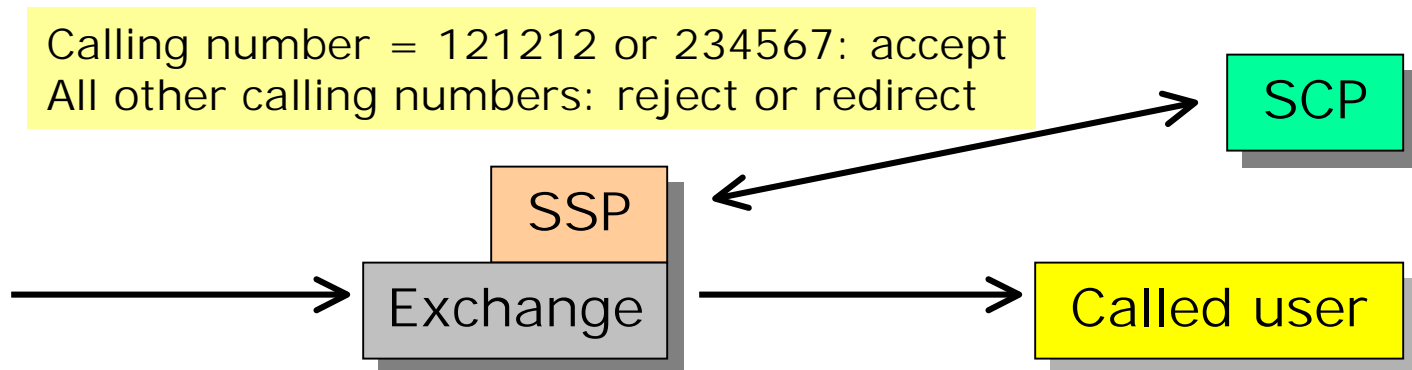 Calling number = 121212 or 234567: accept
All other calling numbers: reject or redirect
SCP
SSP
Exchange
Called user